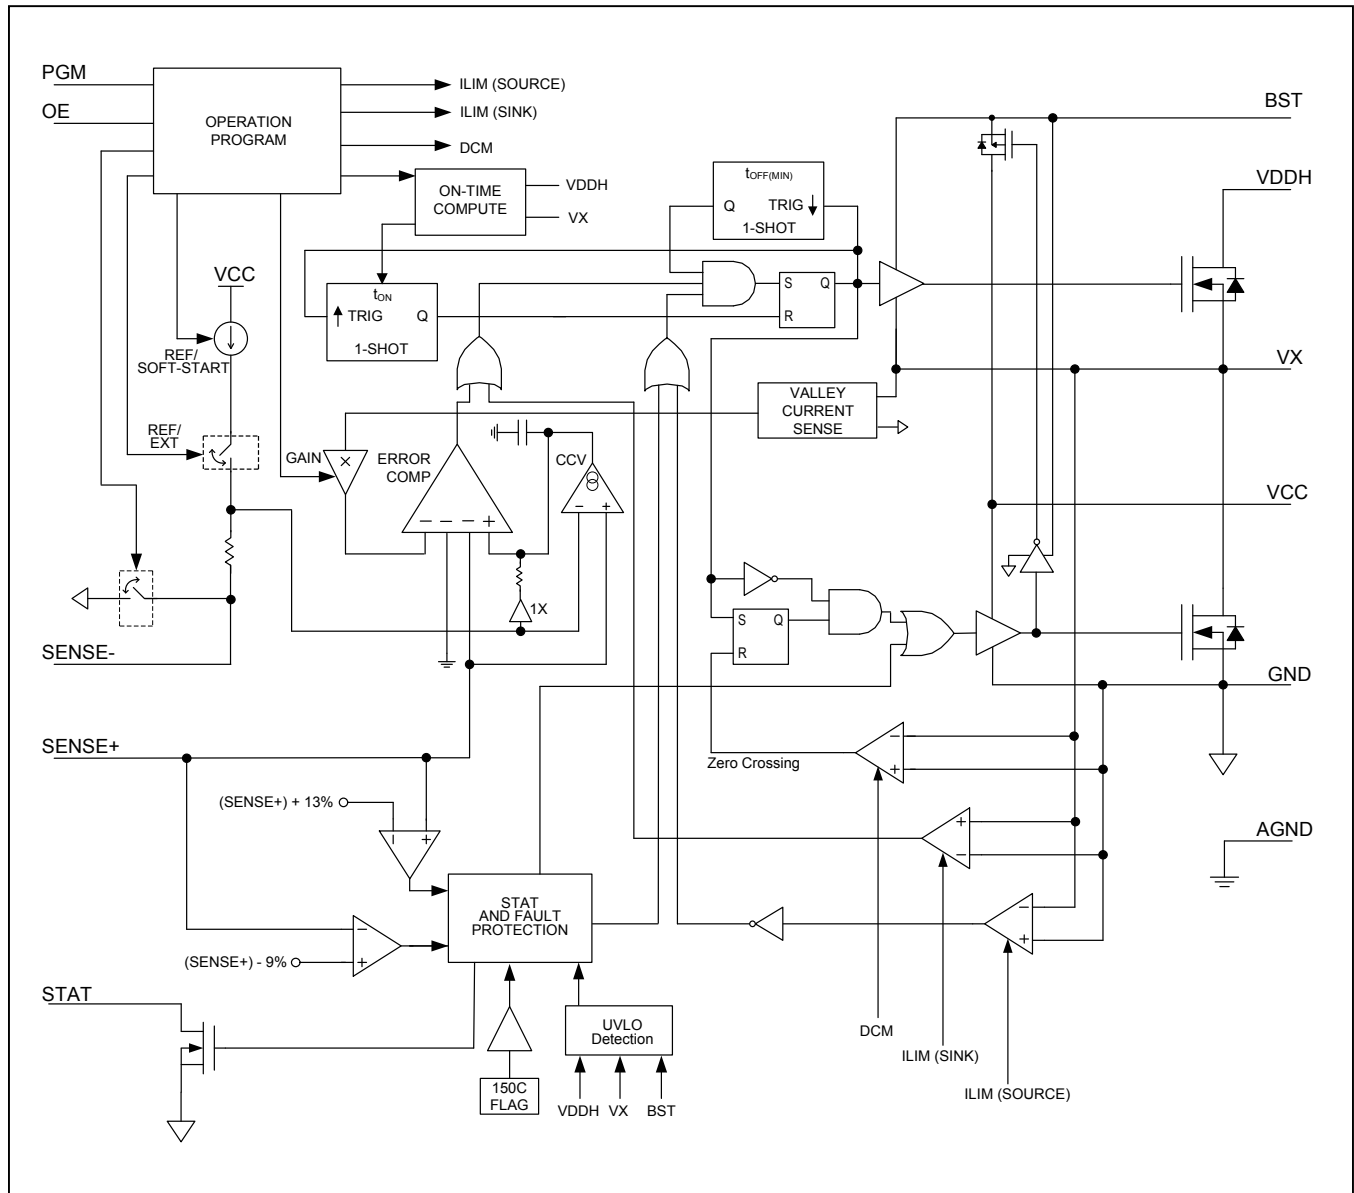 PGM
OE
OPERATION
PROGRAM
ILIM (SOURCE)
ILIM (SINK)
DCM
ON-TIME
COMPUTE
VDDH
VX
tOFF(MIN)
Q TRIG
1-SHOT
BST
VDDH
VCC
REF/
SOFT-START
tON
TRIG Q
1-SHOT
S Q
R
VX
VALLEY
CURRENT
SENSE
REF/
EXT
GAIN
×
ERROR
COMP
CCV
− − − +
− +
1X
VCC
S Q
R
SENSE-
GND
SENSE+
Zero Crossing
−
+
(SENSE+) + 13%
− +
+
−
AGND
STAT
AND FAULT
PROTECTION
−
+
−
+
(SENSE+) - 9%
STAT
UVLO
Detection
150C
FLAG
VDDH VX BST
DCM
ILIM (SINK)
ILIM (SOURCE)